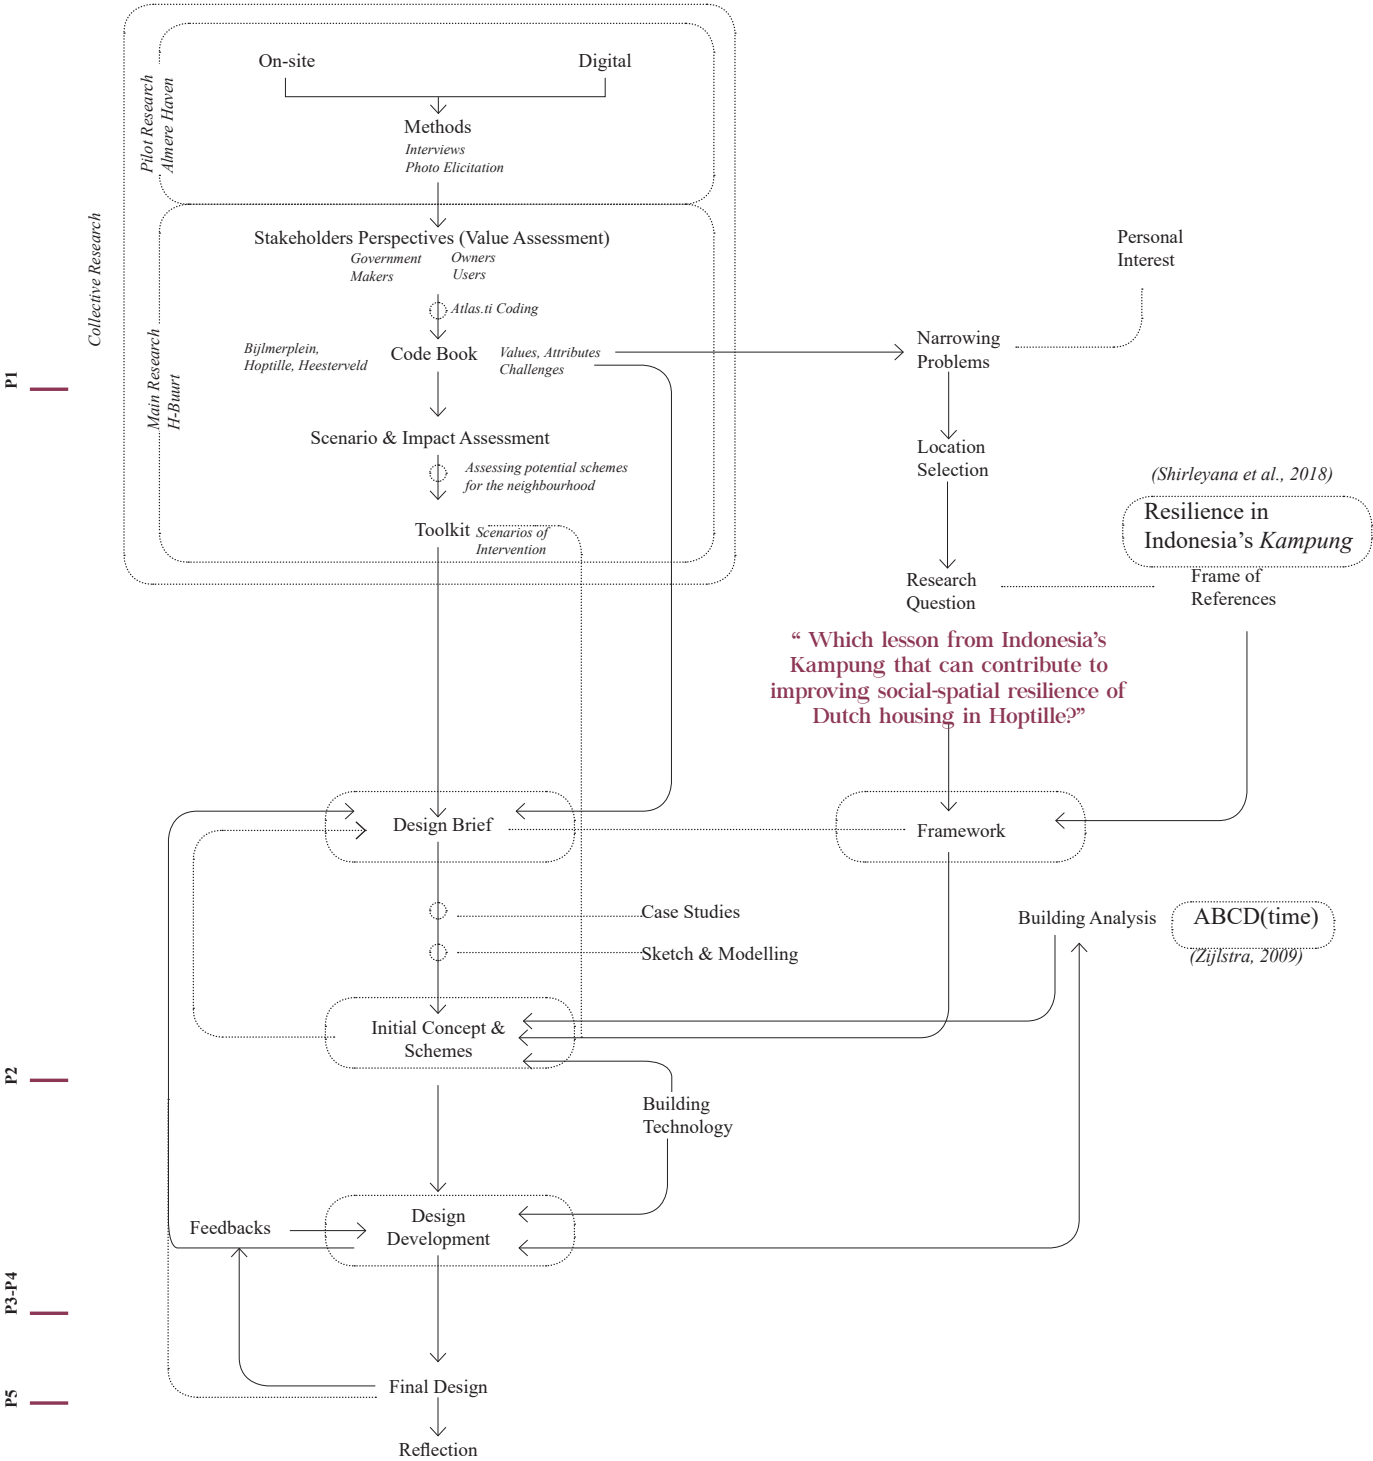 On-site
Digital
Pilot Research
Almere Haven
Methods
Interviews
Photo Elicitation
Collective Research
Main Research
H-Buurt
Stakeholders Perspectives (Value Assessment)
Government
Makers
Owners
Users
Atlas.ti Coding
Bijlmerplein,
Hoptille, Heesterveld
Code Book
Values, Attributes
Challenges
Scenario & Impact Assessment
Assessing potential schemes
for the neighbourhood
Toolkit
Scenarios of
Intervention
Personal
Interest
Narrowing
Problems
Location
Selection
Research
Question
(Shirleyana et al., 2018)
Resilience in
Indonesia’s Kampung
Frame of
References
“ Which lesson from Indonesia’s
Kampung that can contribute to
improving social-spatial resilience of
Dutch housing in Hoptille?”
P1
Design Brief
Framework
Case Studies
Sketch & Modelling
Building Analysis
ABCD(time)
(Zijlstra, 2009)
Initial Concept &
Schemes
P2
Building
Technology
Feedbacks
Design
Development
P3-P4
Final Design
P5
Reflection